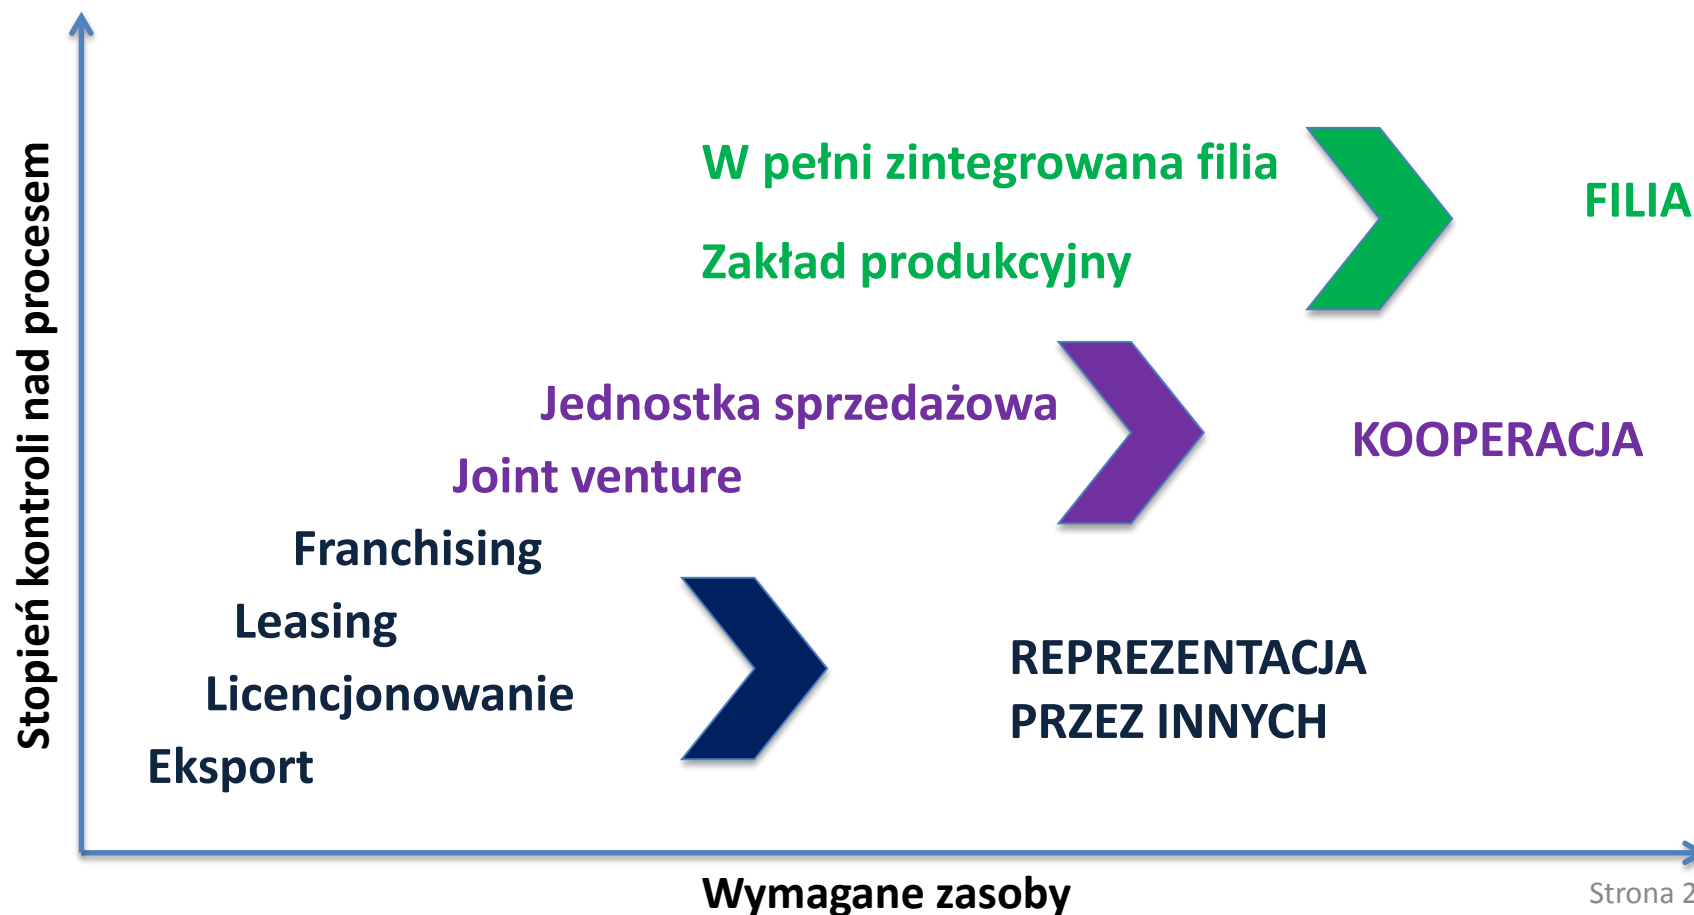 Stopień kontroli nad procesem
W pełni zintegrowana filia
FILIA
Zakład produkcyjny
Jednostka sprzedażowa
KOOPERACJA
Joint venture
Franchising
Leasing
REPREZENTACJA
Licencjonowanie
PRZEZ INNYCH
Eksport
Wymagane zasoby
Strona 2